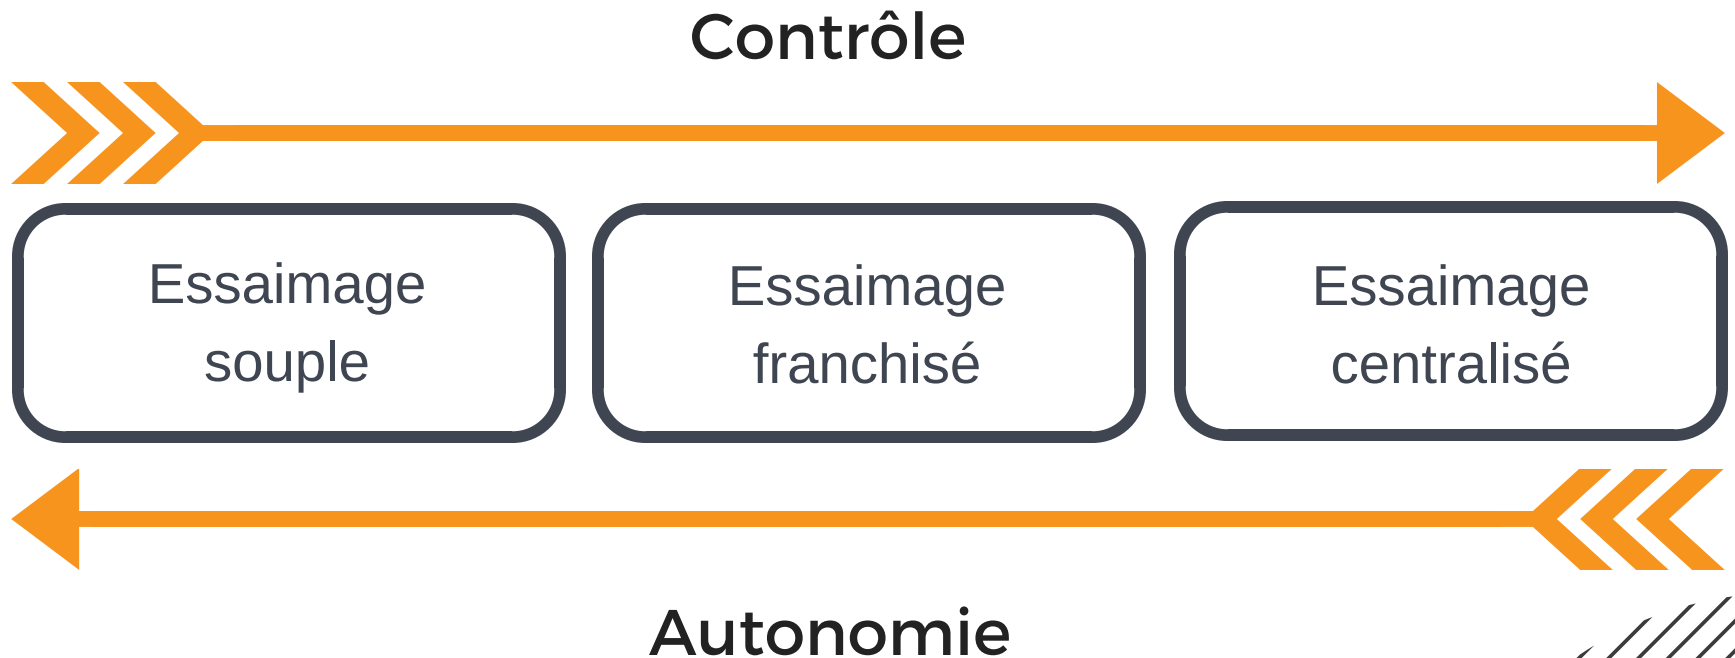 Contrôle
Essaimage
souple
Essaimage
franchisé
Essaimage
centralisé
Autonomie